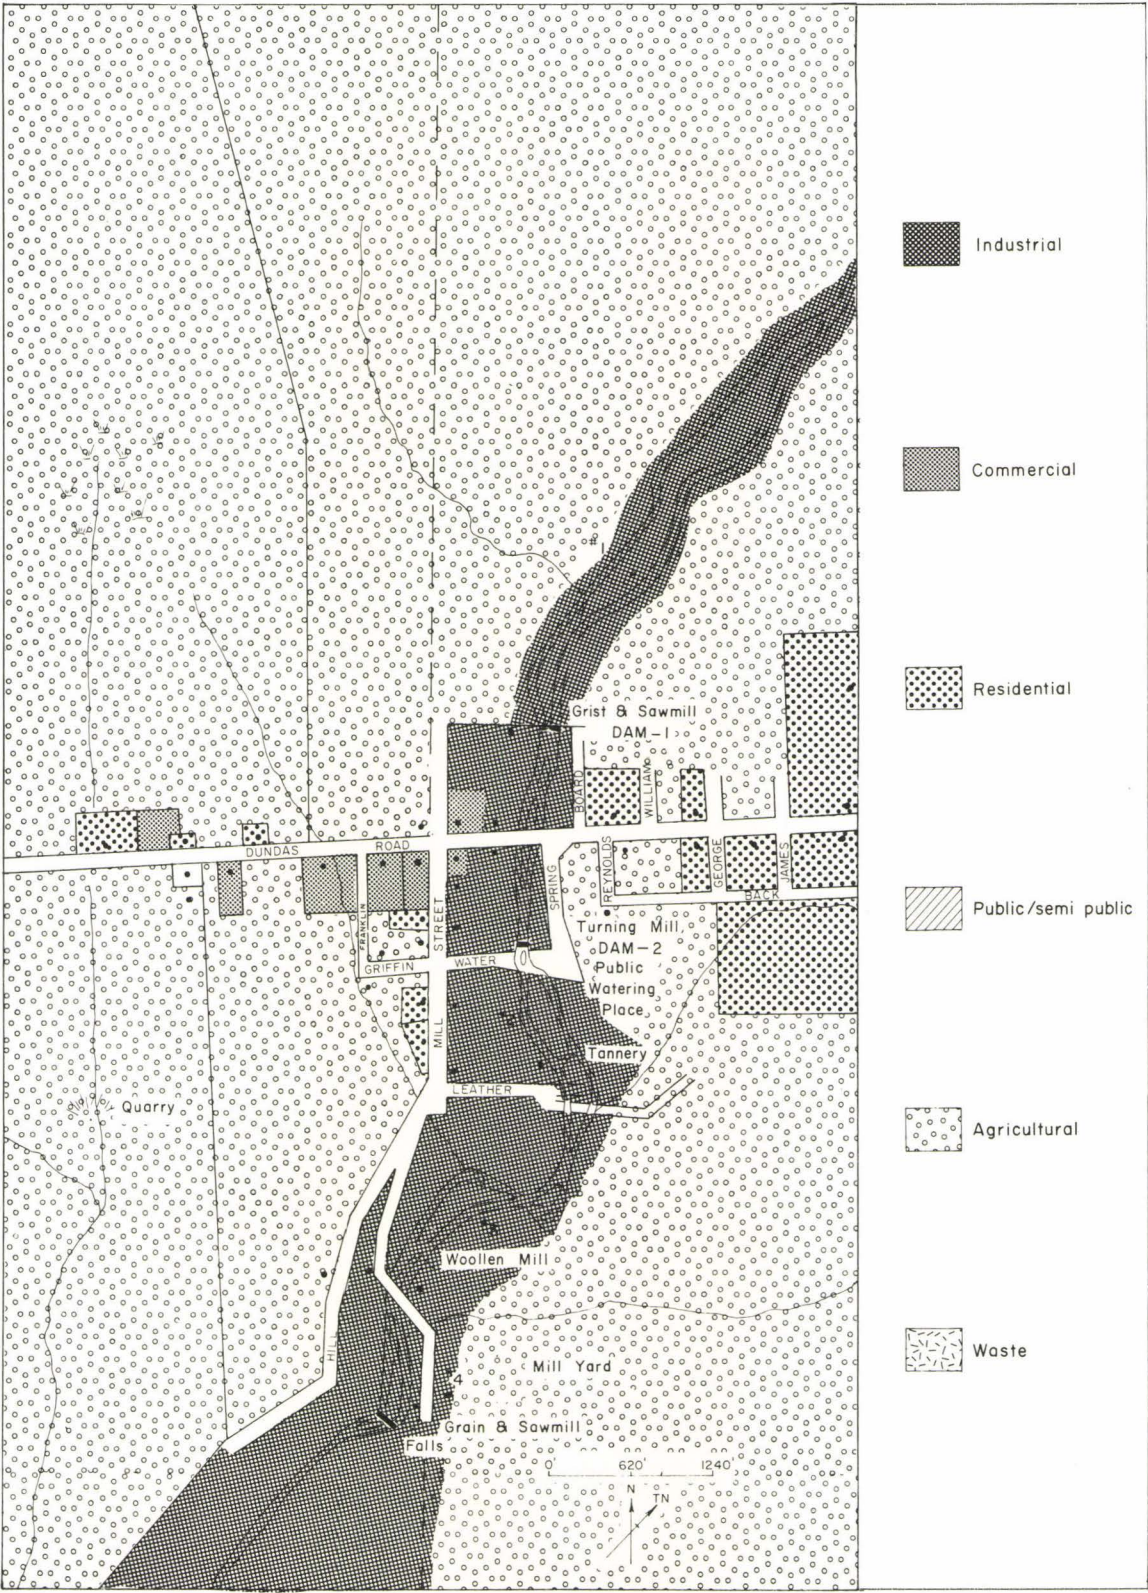 Industrial
Commercial
Residential
Public/semi public
Agricultural
Waste
#1
Grist & Sawmill
DAM-1
BOARD
WILLIAM
DUNDAS ROAD
REYNOLDS
GEORGE
JAMES
BACK
SPRING
FRANKLIN
MILL STREET
GRIFFIN
WATER
Turning Mill,
DAM-2
Public
Watering
Place
Tannery
LEATHER
Quarry
Woollen Mill
HILL
Mill Yard
4
Grain & Sawmill
Falls
0 620 1240
N
TN